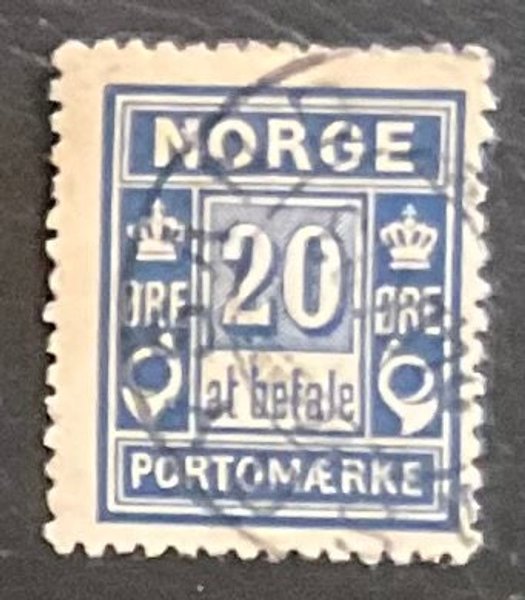 NORGE
20
ØRE ØRE
at betale
PORTOMÆRKE